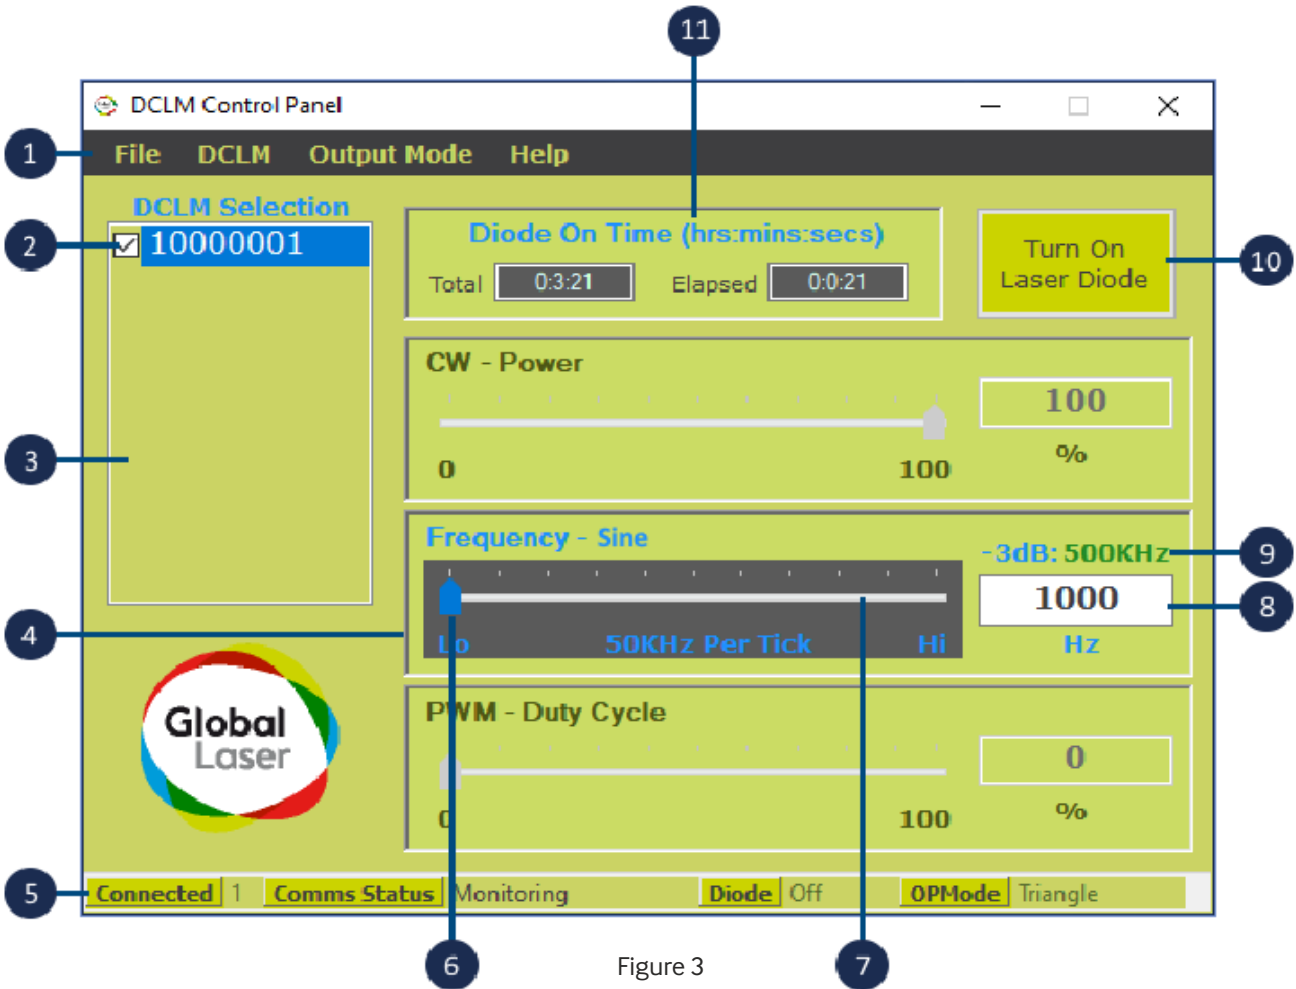 11
DCLM Control Panel
1
File DCLM Output Mode Help
DCLM Selection
2
10000001
Diode On Time (hrs:mins:secs)
Total 0:3:21 Elapsed 0:0:21
Turn On
Laser Diode
10
CW - Power
100
%
0 100
3
Frequency - Sine
-3dB: 500KHz
9
1000
8
Hz
Lo 50KHz Per Tick Hi
4
Global
Laser
PWM - Duty Cycle
0
%
0 100
5
Connected 1 Comms Status Monitoring Diode Off OPMode Triangle
6
Figure 3
7